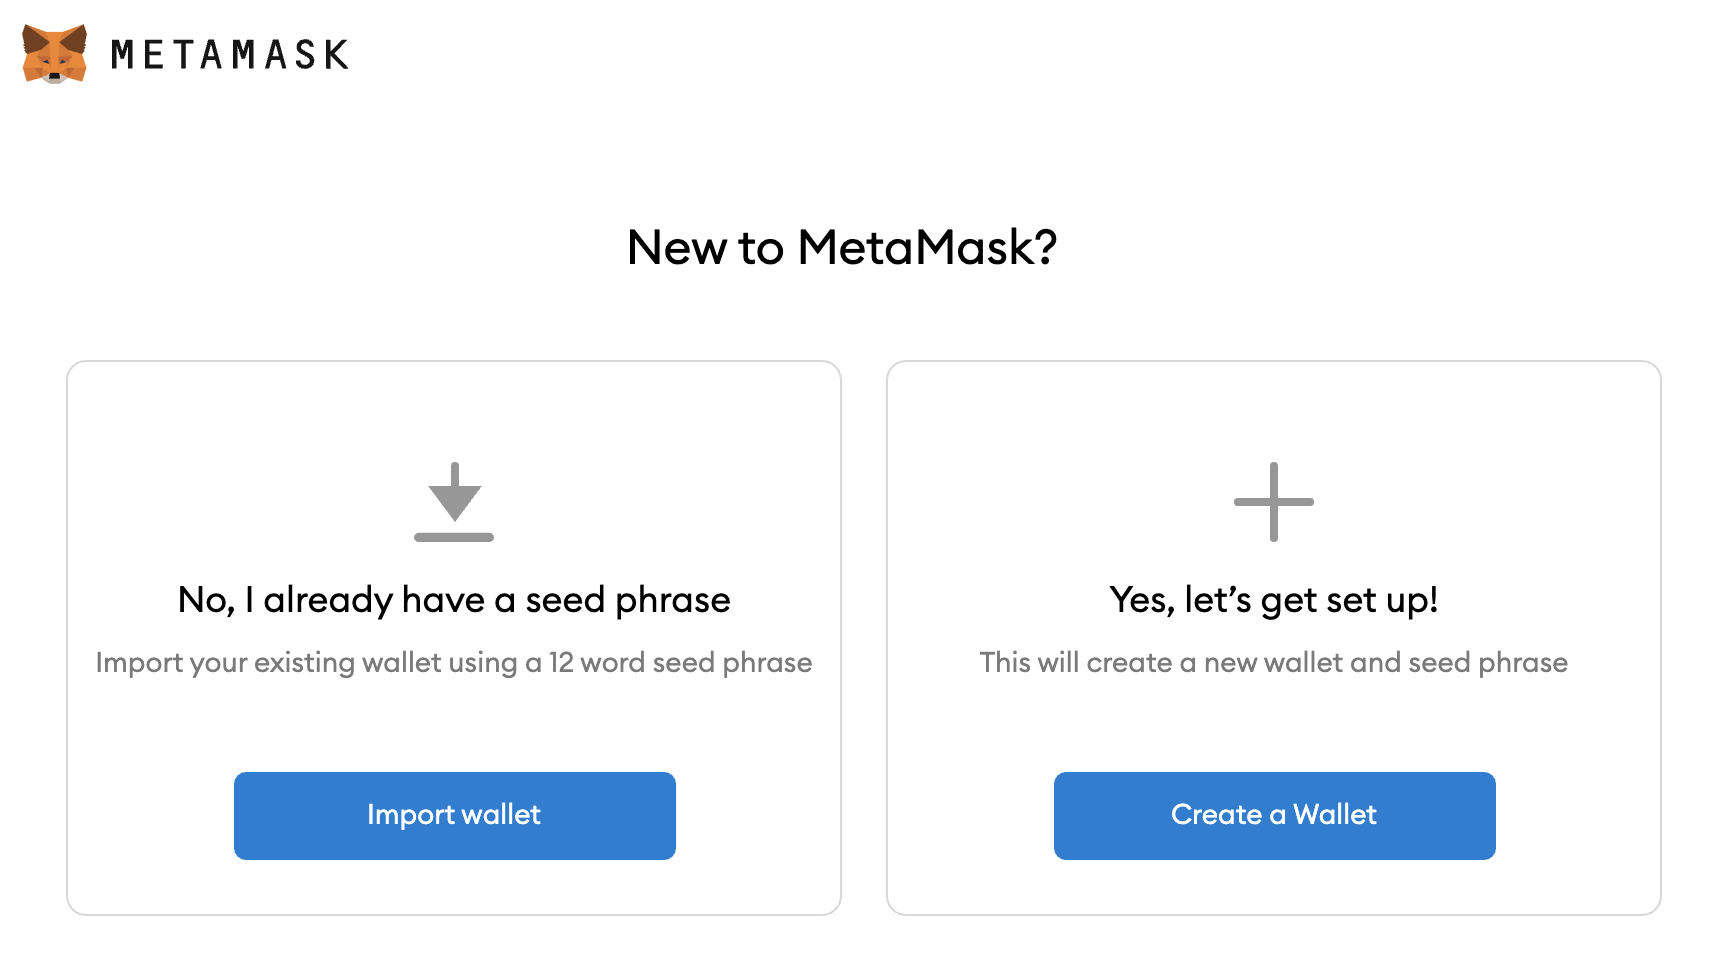 METAMASK
New to MetaMask?
No, I already have a seed phrase
Import your existing wallet using a 12 word seed phrase
Import wallet
Yes, let’s get set up!
This will create a new wallet and seed phrase
Create a Wallet